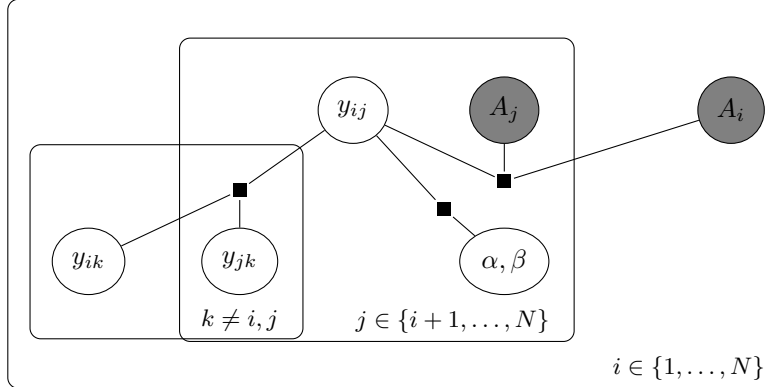 y_{ij}
A_j
A_i
y_{ik}
y_{jk}
α, β
k ≠ i, j
j ∈ {i + 1, . . . , N}
i ∈ {1, . . . , N}